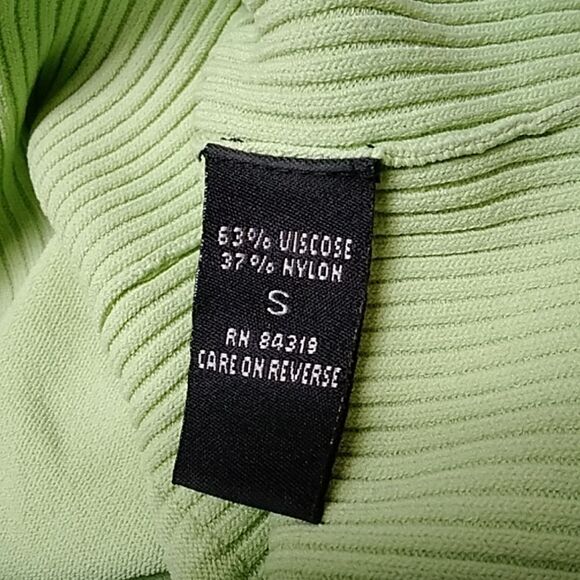 63% VISCOSE
37% NYLON
S
RN 84319
CARE ON REVERSE